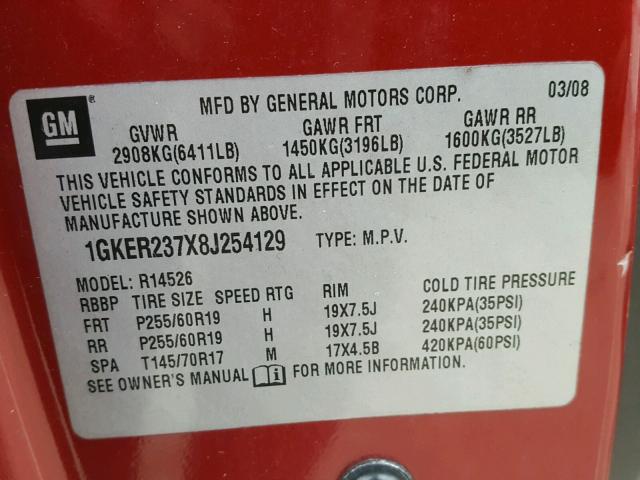 GM ® MFD BY GENERAL MOTORS CORP. 03/08
GVWR GAWR FRT GAWR RR
2908KG(6411LB) 1450KG(3196LB) 1600KG(3527LB)
THIS VEHICLE CONFORMS TO ALL APPLICABLE U.S. FEDERAL MOTOR
VEHICLE SAFETY STANDARDS IN EFFECT ON THE DATE OF
MANUFACTURE SHOWN ABOVE.
1GKER237X8J254129 TYPE: M.P.V.
MODEL: R14526
RBBP TIRE SIZE SPEED RTG RIM COLD TIRE PRESSURE
FRT P255/60R19 H 19X7.5J 240KPA(35PSI)
RR P255/60R19 H 19X7.5J 240KPA(35PSI)
SPA T145/70R17 M 17X4.5B 420KPA(60PSI)
SEE OWNER'S MANUAL FOR MORE INFORMATION.